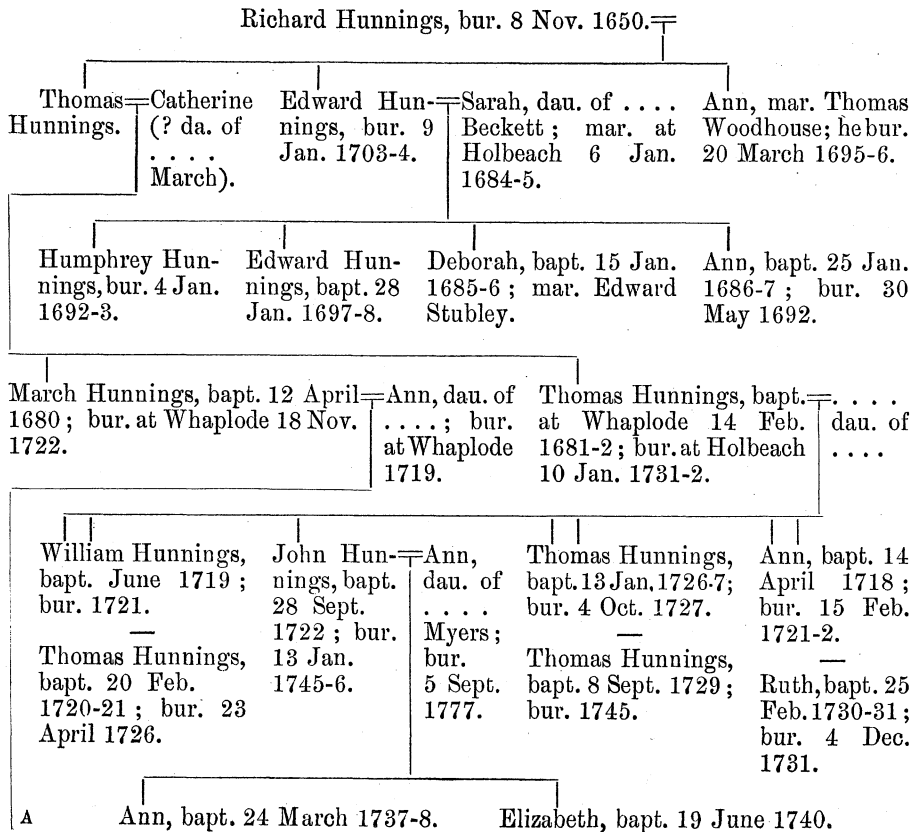 Richard Hunnings, bur. 8 Nov. 1650.
Thomas
Hunnings.
Catherine
(? da. of
. . . .
March).
Edward Hun-
nings, bur. 9
Jan. 1703-4.
Sarah, dau. of . . . .
Beckett ; mar. at
Holbeach 6 Jan.
1684-5.
Ann, mar. Thomas
Woodhouse; he bur.
20 March 1695-6.
Humphrey Hun-
nings, bur. 4 Jan.
1692-3.
Edward Hun-
nings, bapt. 28
Jan. 1697-8.
Deborah, bapt. 15 Jan.
1685-6 ; mar. Edward
Stubley.
Ann, bapt. 25 Jan.
1686-7 ; bur. 30
May 1692.
March Hunnings, bapt. 12 April
1680 ; bur. at Whaplode 18 Nov.
1722.
Ann, dau. of
. . . . ; bur.
at Whaplode
1719.
Thomas Hunnings, bapt.
at Whaplode 14 Feb.
1681-2 ; bur. at Holbeach
10 Jan. 1731-2.
. . . .
dau. of
. . . .
William Hunnings,
bapt. June 1719 ;
bur. 1721.
—
Thomas Hunnings,
bapt. 20 Feb.
1720-21 ; bur. 23
April 1726.
John Hun-
nings, bapt.
28 Sept.
1722 ; bur.
13 Jan.
1745-6.
Ann,
dau. of
. . . .
Myers ;
bur.
5 Sept.
1777.
Thomas Hunnings,
bapt. 13 Jan. 1726-7;
bur. 4 Oct. 1727.
—
Thomas Hunnings,
bapt. 8 Sept. 1729 ;
bur. 1745.
Ann, bapt. 14
April 1718 ;
bur. 15 Feb.
1721-2.
—
Ruth, bapt. 25
Feb. 1730-31 ;
bur. 4 Dec.
1731.
A
Ann, bapt. 24 March 1737-8.
Elizabeth, bapt. 19 June 1740.